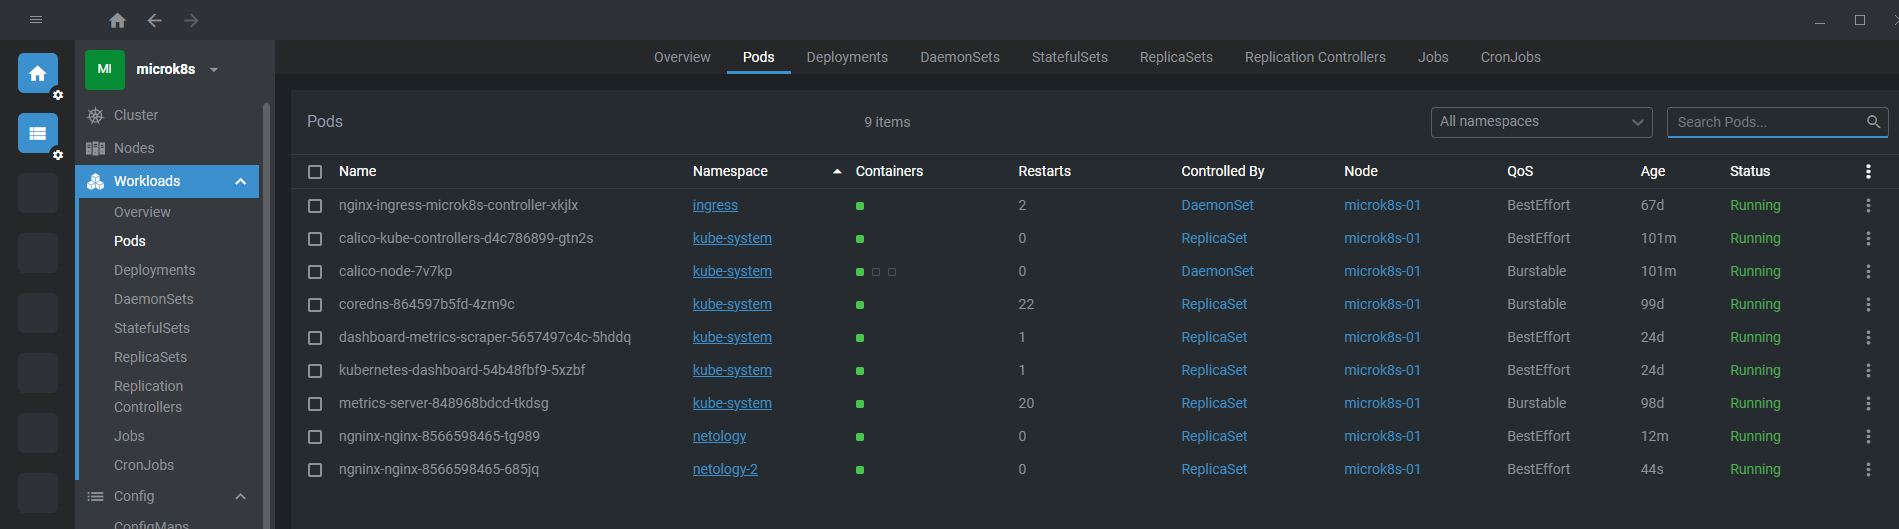 MI microk8s
Overview Pods Deployments DaemonSets StatefulSets ReplicaSets Replication Controllers Jobs CronJobs
Cluster
Nodes
Workloads
Overview
Pods
Deployments
DaemonSets
StatefulSets
ReplicaSets
Replication
Controllers
Jobs
CronJobs
Config
ConfigMaps
Pods 9 items All namespaces Search Pods...
Name Namespace Containers Restarts Controlled By Node QoS Age Status
nginx-ingress-microk8s-controller-xkjlx ingress 2 DaemonSet microk8s-01 BestEffort 67d Running
calico-kube-controllers-d4c786899-gtn2s kube-system 0 ReplicaSet microk8s-01 BestEffort 101m Running
calico-node-7v7kp kube-system 0 DaemonSet microk8s-01 Burstable 101m Running
coredns-864597b5fd-4zm9c kube-system 22 ReplicaSet microk8s-01 Burstable 99d Running
dashboard-metrics-scraper-5657497c4c-5hddq kube-system 1 ReplicaSet microk8s-01 BestEffort 24d Running
kubernetes-dashboard-54b48fbf9-5xzbf kube-system 1 ReplicaSet microk8s-01 BestEffort 24d Running
metrics-server-848968bdcd-tkdsg kube-system 20 ReplicaSet microk8s-01 Burstable 98d Running
ngninx-nginx-8566598465-tg989 netology 0 ReplicaSet microk8s-01 BestEffort 12m Running
ngninx-nginx-8566598465-685jq netology-2 0 ReplicaSet microk8s-01 BestEffort 44s Running